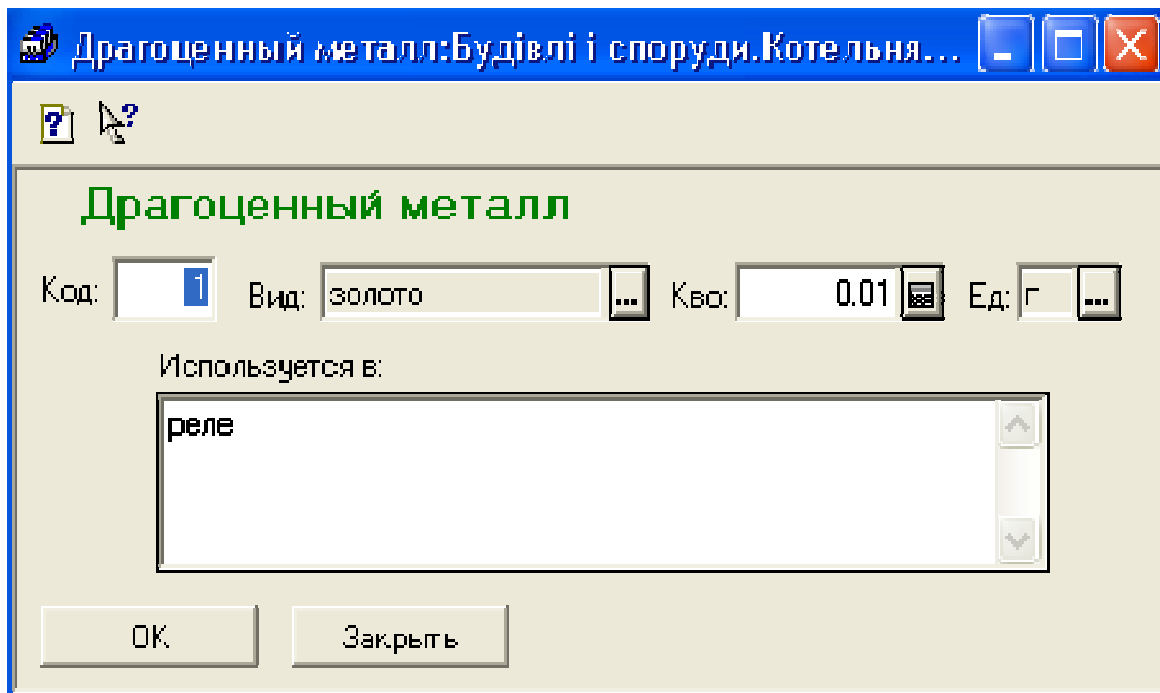 Драгоценный металл:Будівлі і споруди.Котельня...
Драгоценный металл
Код: 1 Вид: золото ... Кво: 0.01 Ед: г ...
Используется в:
реле
OK Закрыть